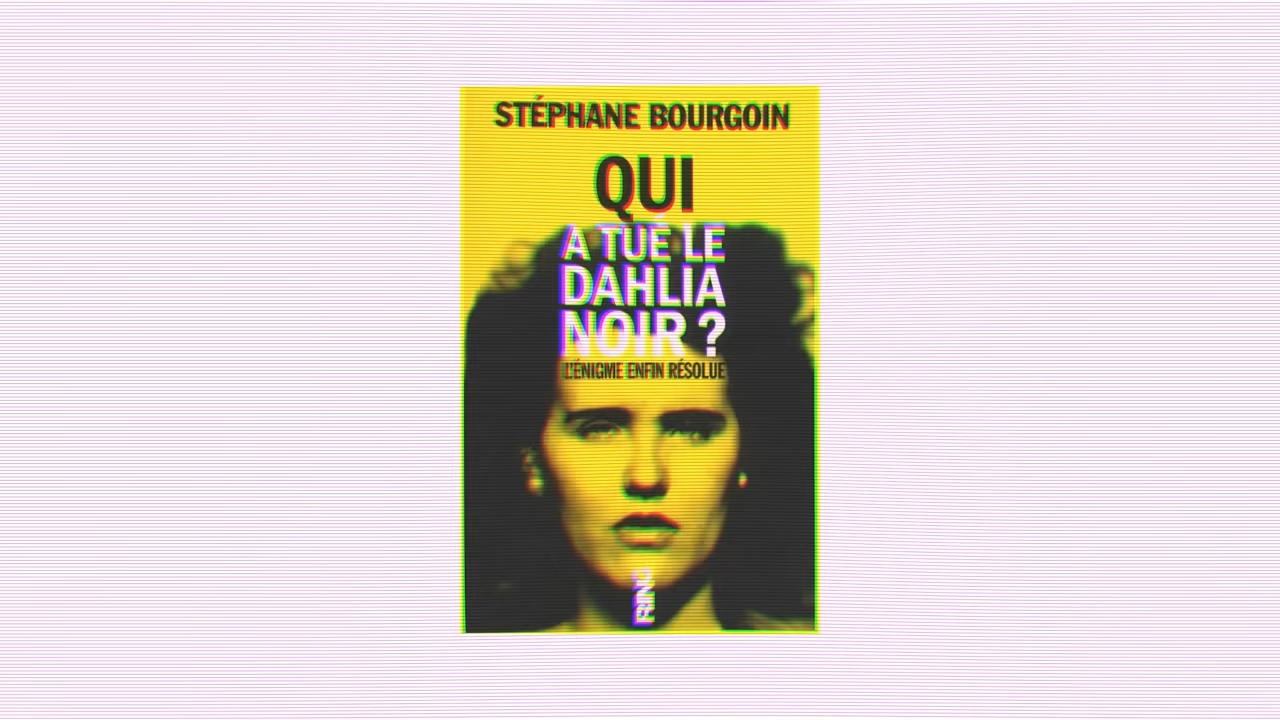 STÉPHANE BOURGOIN
QUI
A TUÉ LE
DAHLIA
NOIR ?
L'ÉNIGME ENFIN RÉSOLUE
RING